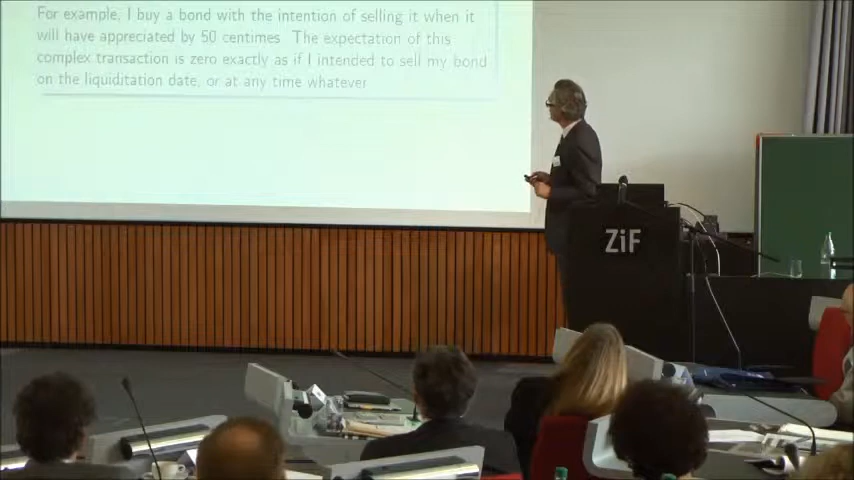 For example, I buy a bond with the intention of selling it when it
will have appreciated by 50 centimes  The expectation of this
complex transaction is zero exactly as if I intended to sell my bond
on the liquiditation date, or at any time whatever
ZiF